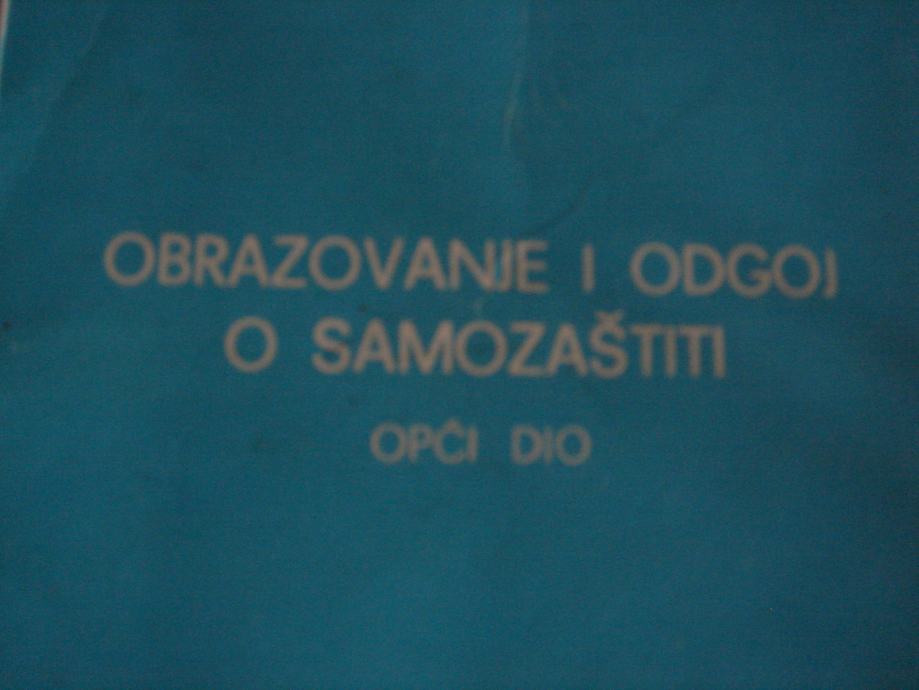 OBRAZOVANJE I ODGOJ
O SAMOZAŠTITI
OPĆI DIO